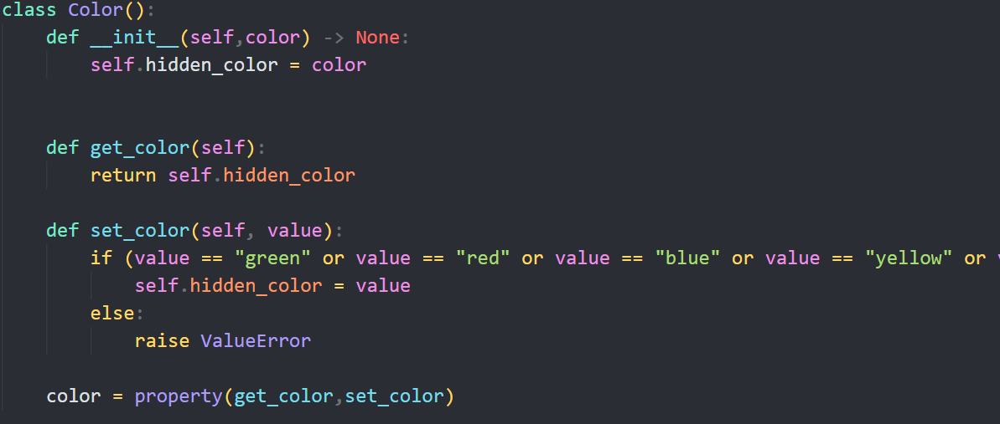 class Color():
    def __init__(self,color) -> None:
        self.hidden_color = color
    def get_color(self):
        return self.hidden_color
    def set_color(self, value):
        if (value == "green" or value == "red" or value == "blue" or value == "yellow" or
            self.hidden_color = value
        else:
            raise ValueError
    color = property(get_color,set_color)